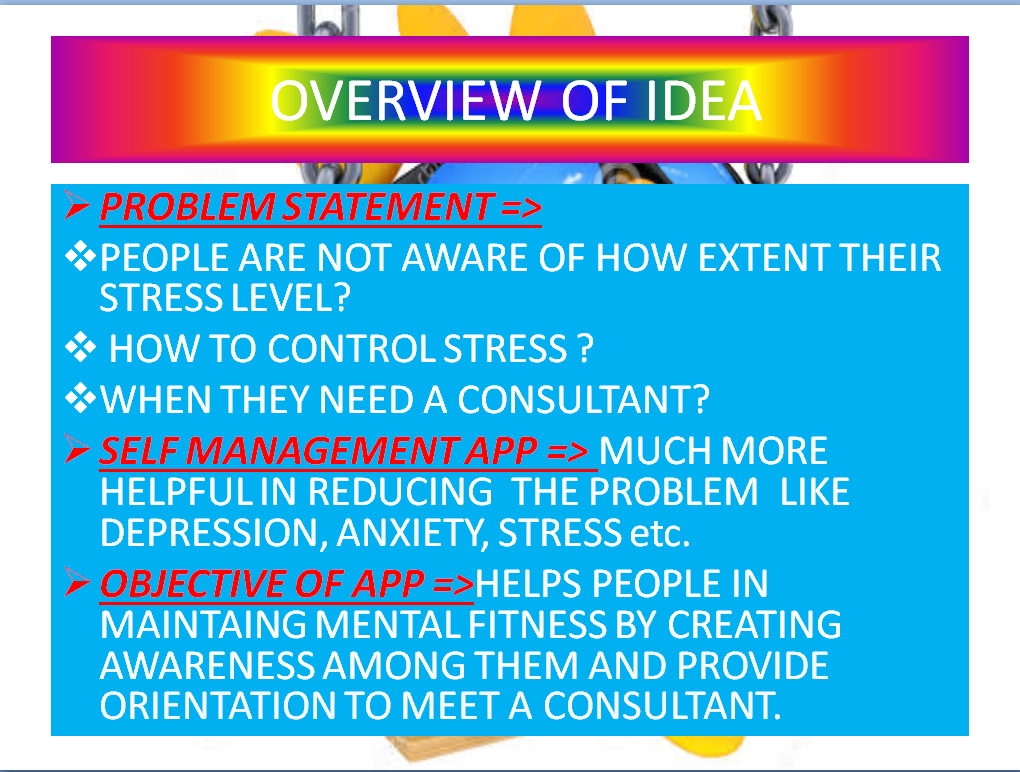 OVERVIEW OF IDEA
➢ PROBLEM STATEMENT =>
❖PEOPLE ARE NOT AWARE OF HOW EXTENT THEIR
STRESS LEVEL?
❖ HOW TO CONTROL STRESS ?
❖WHEN THEY NEED A CONSULTANT?
➢ SELF MANAGEMENT APP => MUCH MORE
HELPFUL IN REDUCING THE PROBLEM LIKE
DEPRESSION, ANXIETY, STRESS etc.
➢ OBJECTIVE OF APP =>HELPS PEOPLE IN
MAINTAING MENTAL FITNESS BY CREATING
AWARENESS AMONG THEM AND PROVIDE
ORIENTATION TO MEET A CONSULTANT.